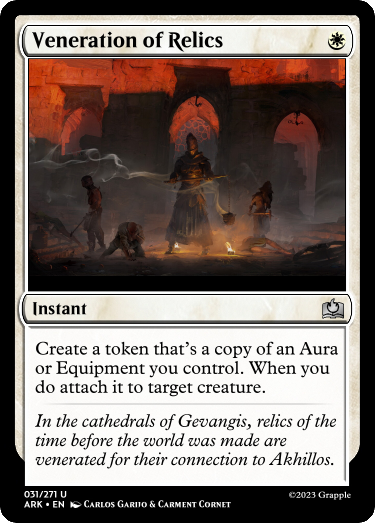 Veneration of Relics
Instant
Create a token that's a copy of an Aura
or Equipment you control. When you
do attach it to target creature.
In the cathedrals of Gevangis, relics of the
time before the world was made are
venerated for their connection to Akhillos.
031/271 U
ARK • EN Carlos Garijo & Carment Cornet
©2023 Grapple